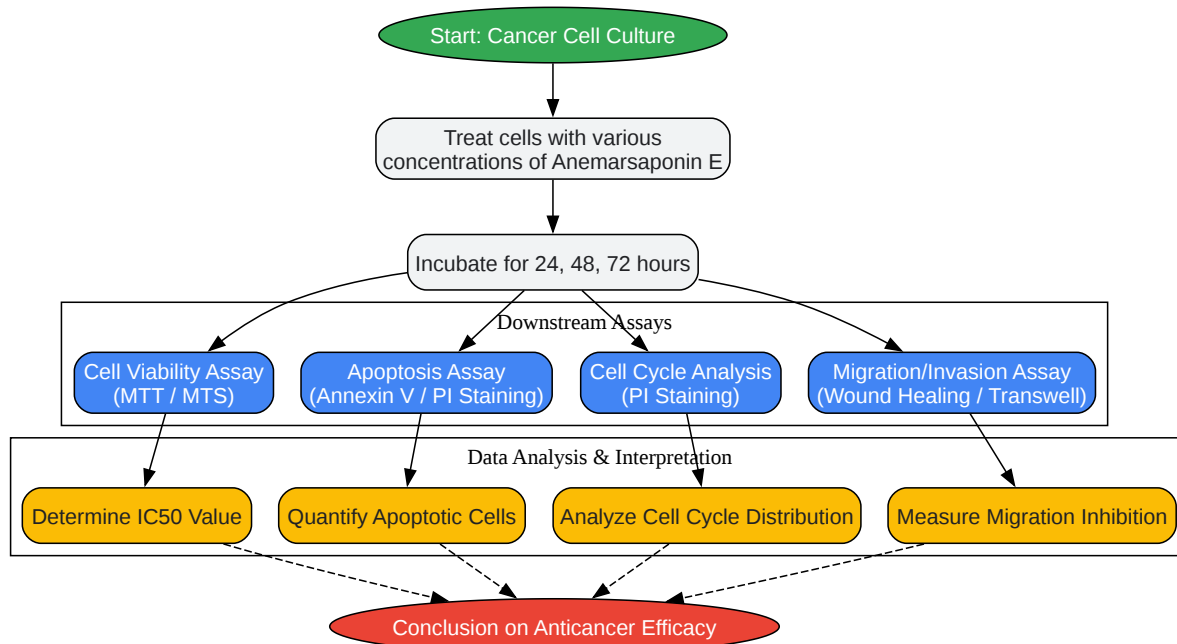 Start: Cancer Cell Culture
Treat cells with various
concentrations of Anemarsaponin E
Incubate for 24, 48, 72 hours
Downstream Assays
Cell Viability Assay
(MTT / MTS)
Apoptosis Assay
(Annexin V / PI Staining)
Cell Cycle Analysis
(PI Staining)
Migration/Invasion Assay
(Wound Healing / Transwell)
Data Analysis & Interpretation
Determine IC50 Value
Quantify Apoptotic Cells
Analyze Cell Cycle Distribution
Measure Migration Inhibition
Conclusion on Anticancer Efficacy